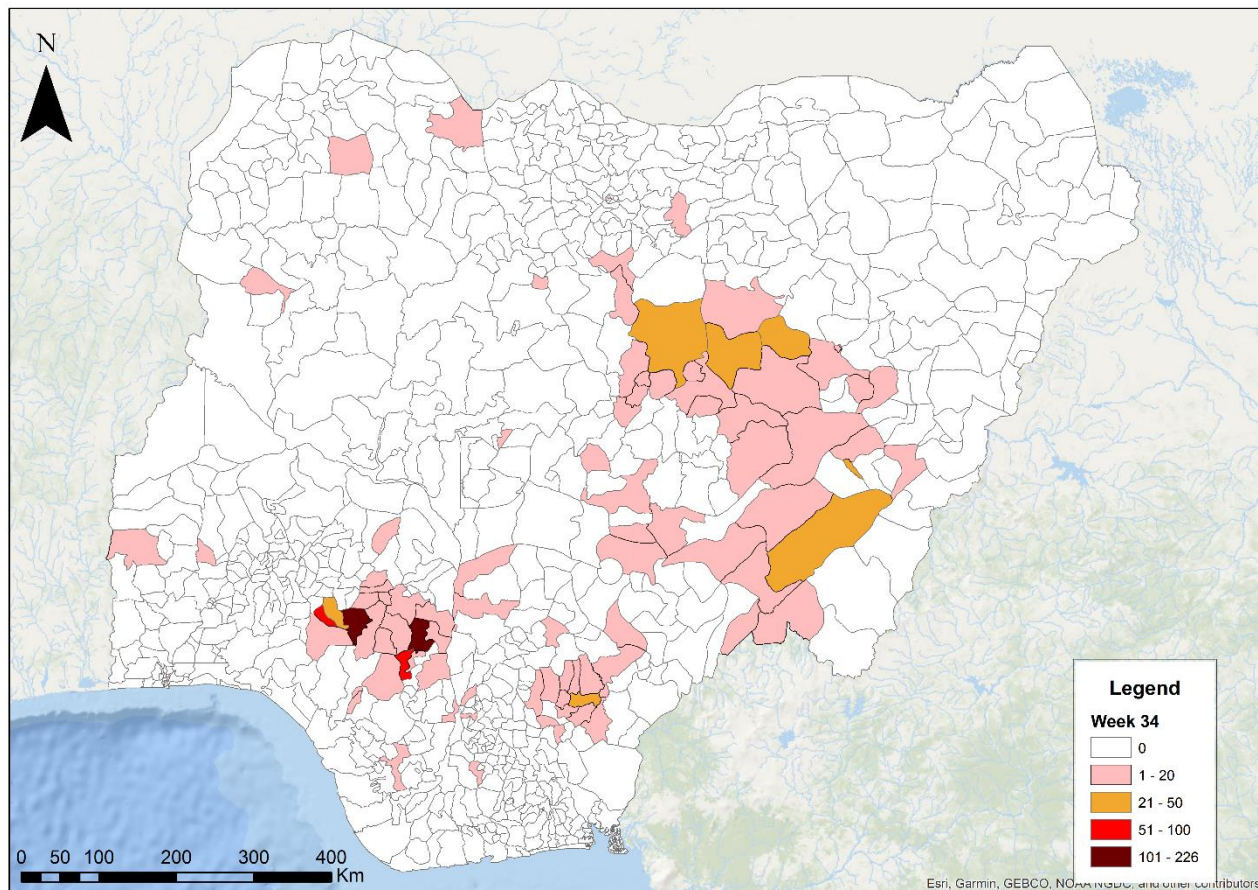 N
Legend
Week 34
0
1 - 20
21 - 50
51 - 100
101 - 226
0 50 100 200 300 400
Km
Esri, Garmin, GEBCO, NOAA NGDC, and other contributors